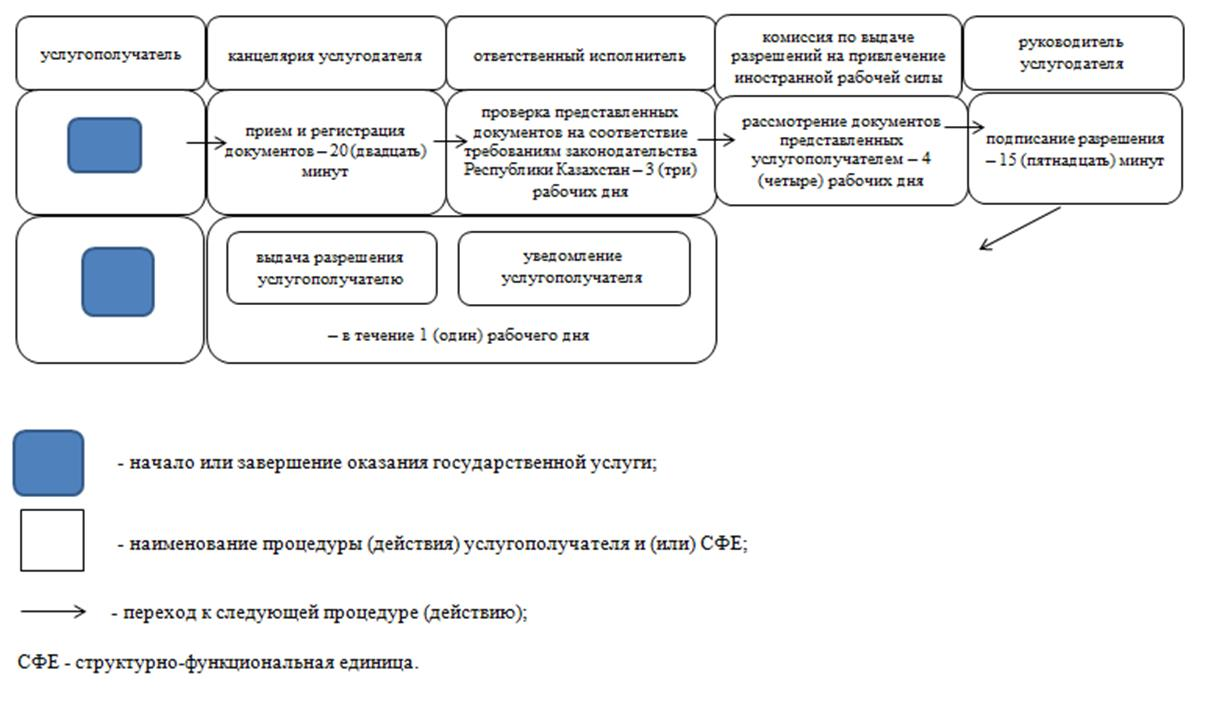 услугополучатель
канцелярия услугодателя
ответственный исполнитель
комиссия по выдаче
разрешений на привлечение
иностранной рабочей силы
руководитель
услугодателя
прием и регистрация
документов – 20 (двадцать)
минут
проверка представленных
документов на соответствие
требованиям законодательства
Республики Казахстан – 3 (три)
рабочих дня
рассмотрение документов
представленных
услугополучателем – 4
(четыре) рабочих дня
подписание разрешения
– 15 (пятнадцать) минут
выдача разрешения
услугополучателю
уведомление
услугополучателя
– в течение 1 (один) рабочего дня
- начало или завершение оказания государственной услуги;
- наименование процедуры (действия) услугополучателя и (или) СФЕ;
- переход к следующей процедуре (действию);
СФЕ - структурно-функциональная единица.